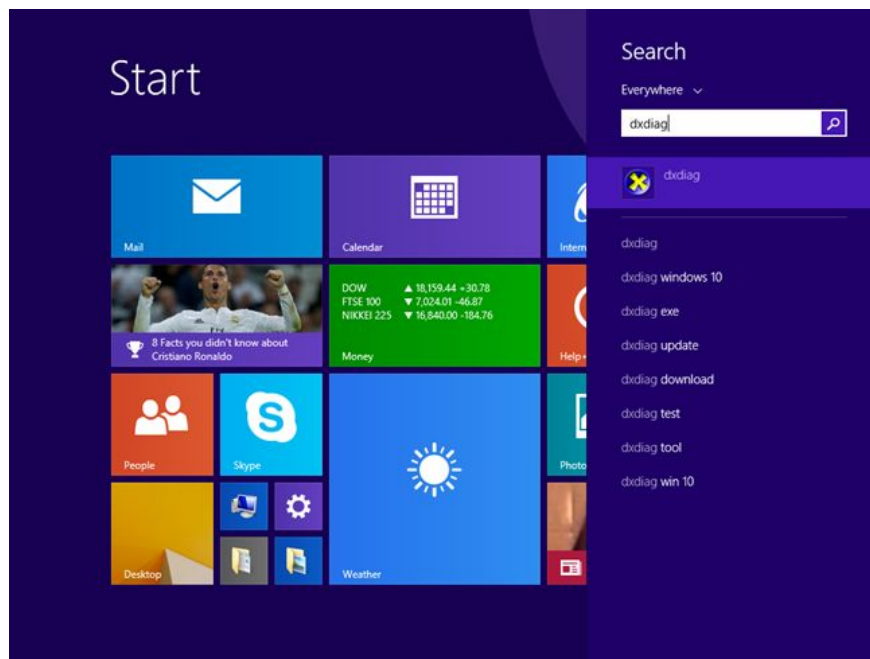 Start
Mail
Calendar
Intern
8 Facts you didn't know about
Cristiano Ronaldo
DOW ▲ 18,159.44 +30.78
FTSE 100 ▼ 7,024.01 -46.87
NIKKEI 225 ▼ 16,840.00 -184.76
Money
Help+
People
Skype
Photo
Desktop
Weather
Search
Everywhere
dxdiag
dxdiag
dxdiag
dxdiag windows 10
dxdiag exe
dxdiag update
dxdiag download
dxdiag test
dxdiag tool
dxdiag win 10